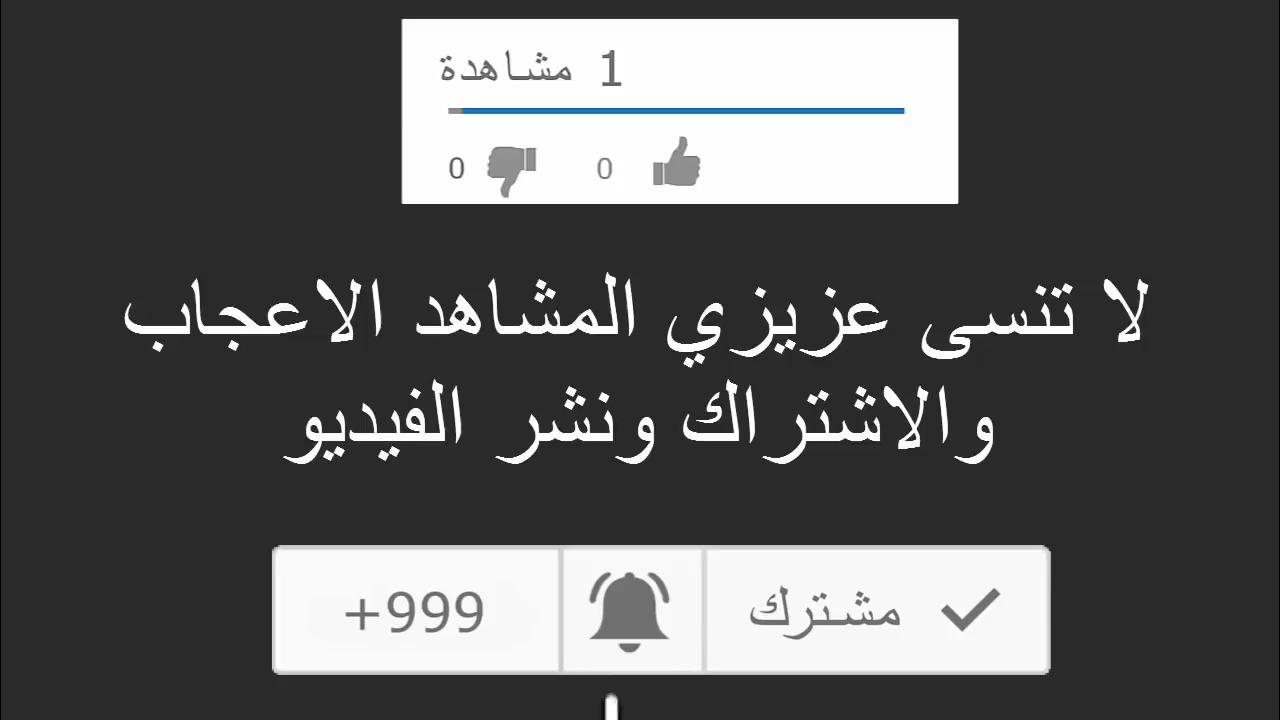 1 مشاهدة
0 0
لا تنسى عزيزي المشاهد الاعجاب
والاشتراك ونشر الفيديو
مشترك +999